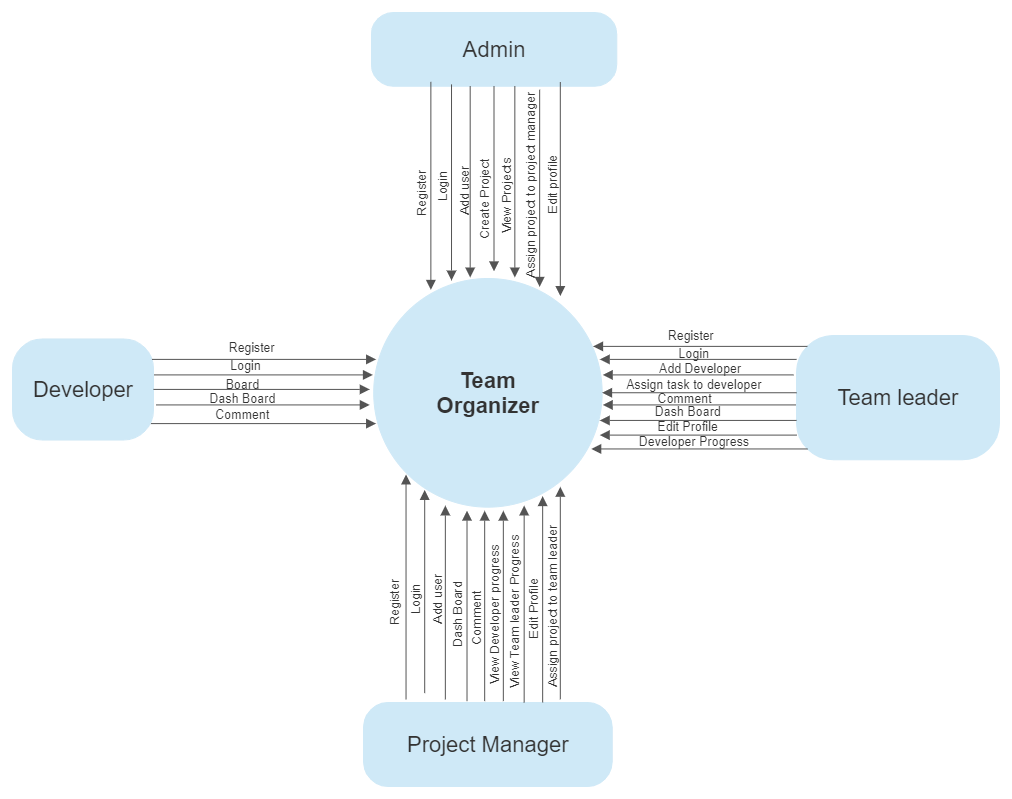 Admin
Register
Login
Add user
Create Project
View Projects
Assign project to project manager
Edit profile
Developer
Register
Login
Board
Dash Board
Comment
Team
Organizer
Register
Login
Add Developer
Assign task to developer
Comment
Dash Board
Edit Profile
Developer Progress
Team leader
Register
Login
Add user
Dash Board
Comment
View Developer progress
View Team leader Progress
Edit Profile
Assign project to team leader
Project Manager